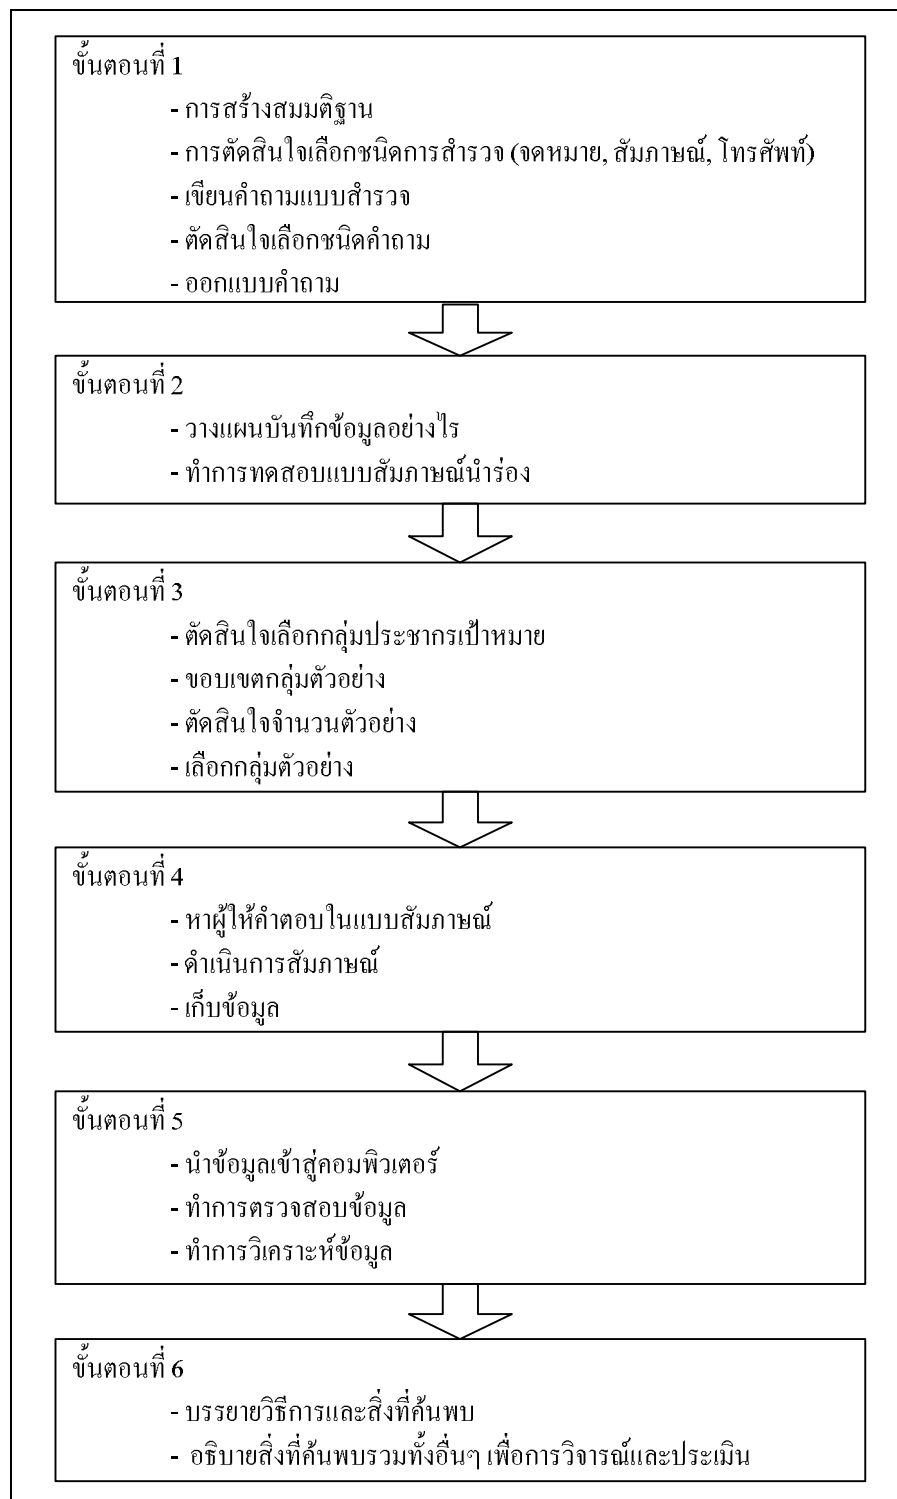 ขั้นตอนที่ 1
- การสร้างสมมติฐาน
- การตัดสินใจเลือกชนิดการสำรวจ (จดหมาย, สัมภาษณ์, โทรศัพท์)
- เขียนคำถามแบบสำรวจ
- ตัดสินใจเลือกชนิดคำถาม
- ออกแบบคำถาม
ขั้นตอนที่ 2
- วางแผนบันทึกข้อมูลอย่างไร
- ทำการทดสอบแบบสัมภาษณ์นำร่อง
ขั้นตอนที่ 3
- ตัดสินใจเลือกกลุ่มประชากรเป้าหมาย
- ขอบเขตกลุ่มตัวอย่าง
- ตัดสินใจจำนวนตัวอย่าง
- เลือกกลุ่มตัวอย่าง
ขั้นตอนที่ 4
- หาผู้ให้คำตอบในแบบสัมภาษณ์
- ดำเนินการสัมภาษณ์
- เก็บข้อมูล
ขั้นตอนที่ 5
- นำข้อมูลเข้าสู่คอมพิวเตอร์
- ทำการตรวจสอบข้อมูล
- ทำการวิเคราะห์ข้อมูล
ขั้นตอนที่ 6
- บรรยายวิธีการและสิ่งที่ค้นพบ
- อธิบายสิ่งที่ค้นพบรวมทั้งอื่นๆ เพื่อการวิจารณ์และประเมิน